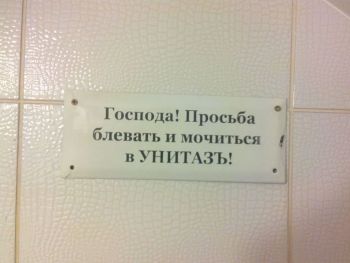 Господа! Просьба
блевать и мочиться
в УНИТАЗЪ!